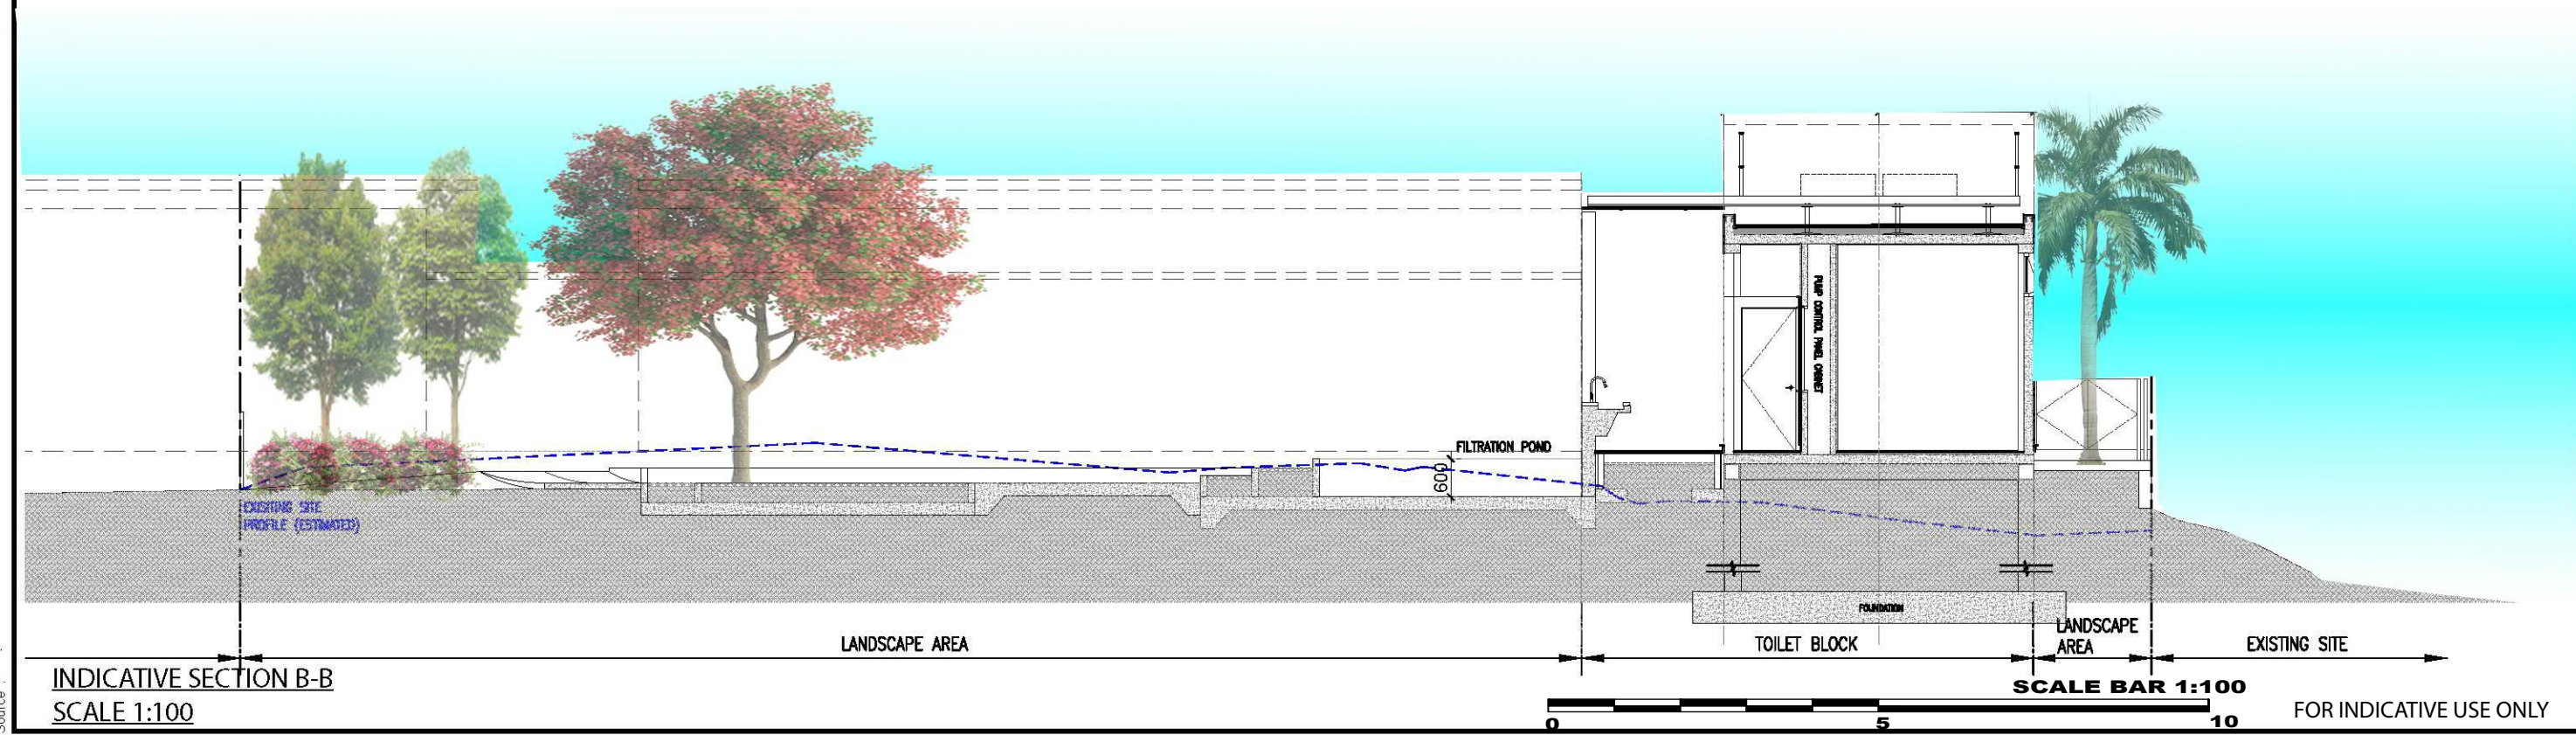 PUMP CONTROL PANEL CABINET
FILTRATION POND
600
EXISTING SITE
PROFILE (ESTIMATED)
FOUNDATION
LANDSCAPE AREA
TOILET BLOCK
LANDSCAPE
AREA
EXISTING SITE
INDICATIVE SECTION B-B
SCALE 1:100
SCALE BAR 1:100
0 5 10
FOR INDICATIVE USE ONLY
Source :